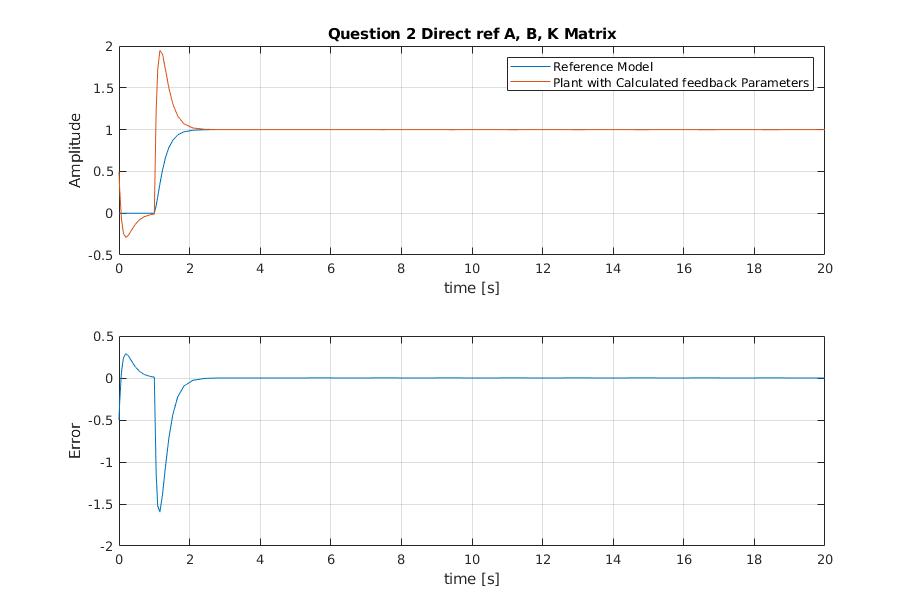 Question 2 Direct ref A, B, K Matrix
Reference Model
Plant with Calculated feedback Parameters
Amplitude
2
1.5
1
0.5
0
-0.5
0 2 4 6 8 10 12 14 16 18 20
time [s]
Error
0.5
0
-0.5
-1
-1.5
-2
0 2 4 6 8 10 12 14 16 18 20
time [s]